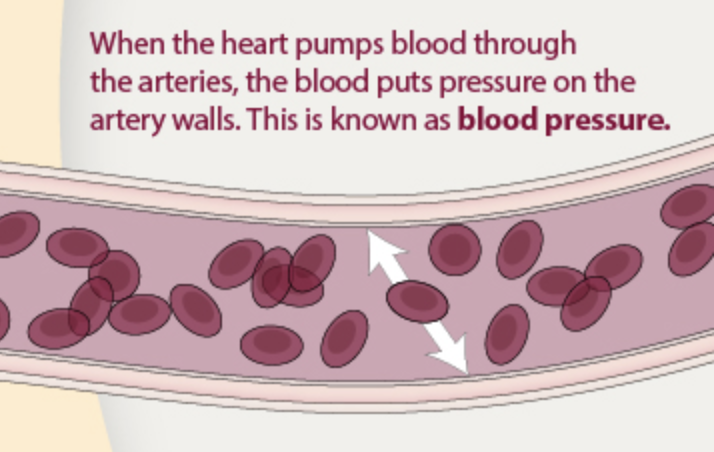 When the heart pumps blood through
the arteries, the blood puts pressure on the
artery walls. This is known as blood pressure.